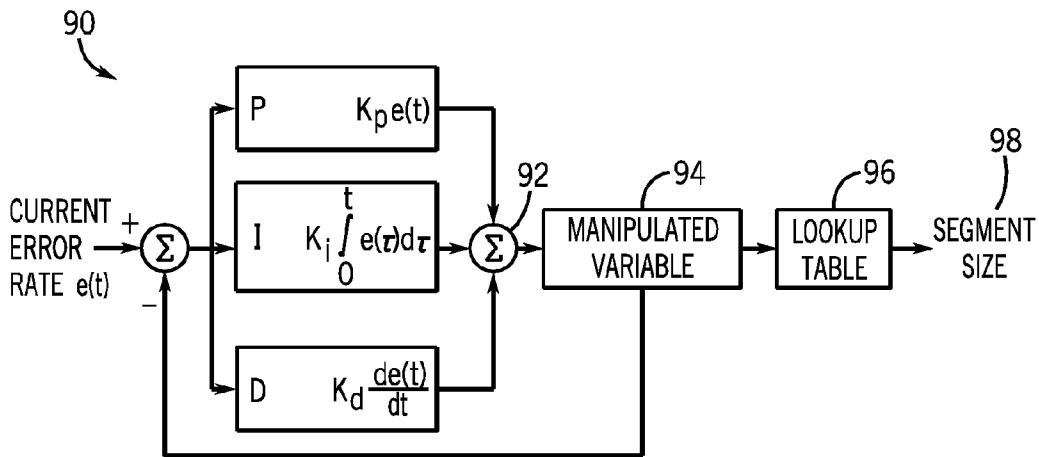 90
P K_p e(t)
92
94
96
98
CURRENT
ERROR
RATE e(t)
+
−
Σ
I K_i ∫_0^t e(τ)dτ
Σ
MANIPULATED
VARIABLE
LOOKUP
TABLE
SEGMENT
SIZE
D K_d de(t)/dt